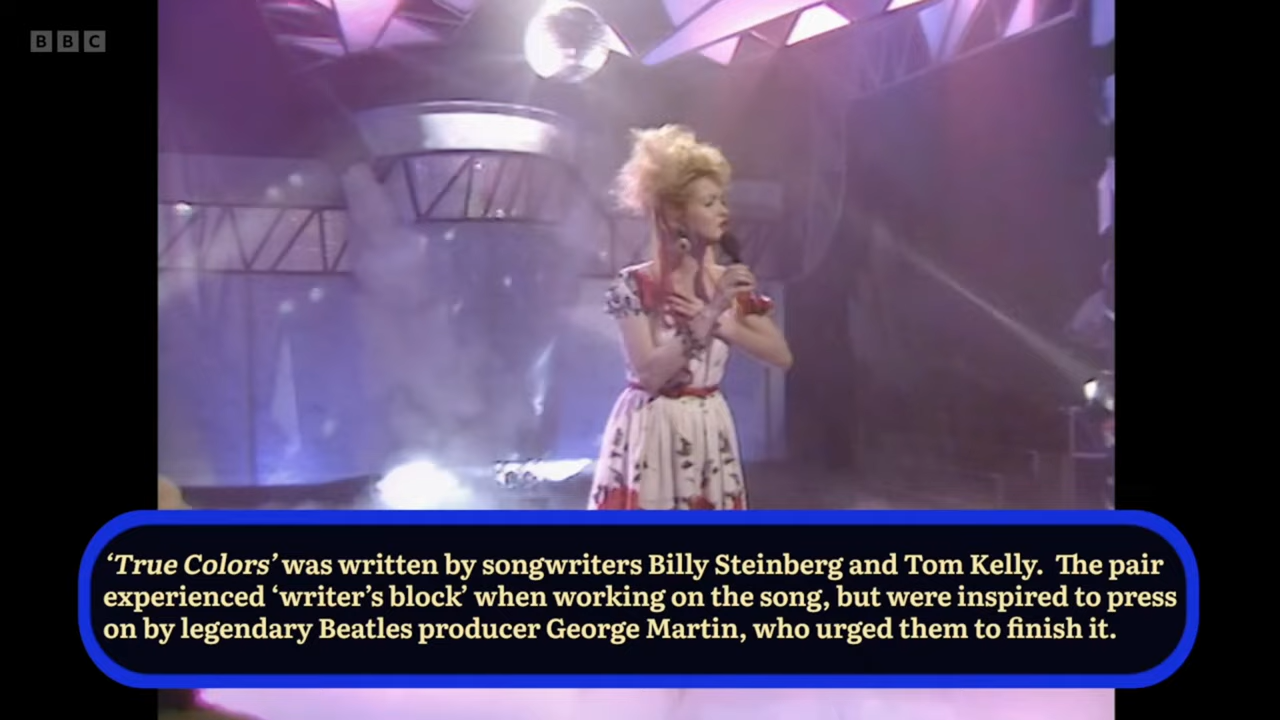 BBC
‘True Colors’ was written by songwriters Billy Steinberg and Tom Kelly.  The pair
experienced ‘writer’s block’ when working on the song, but were inspired to press
on by legendary Beatles producer George Martin, who urged them to finish it.